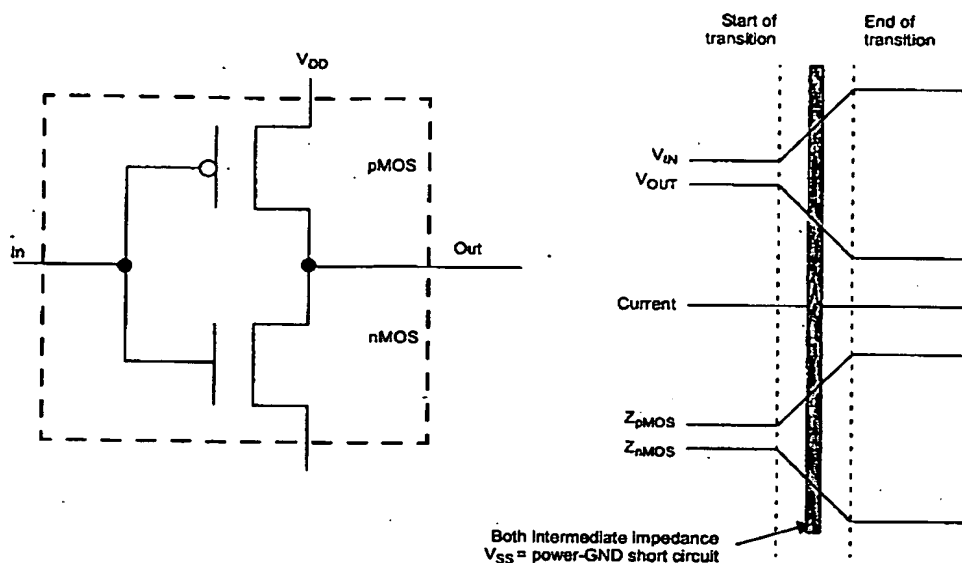 Start of
transition
End of
transition
VDD
pMOS
VIN
VOUT
In
Out
Current
nMOS
ZpMOS
ZnMOS
Both Intermediate Impedance
VSS = power-GND short circuit